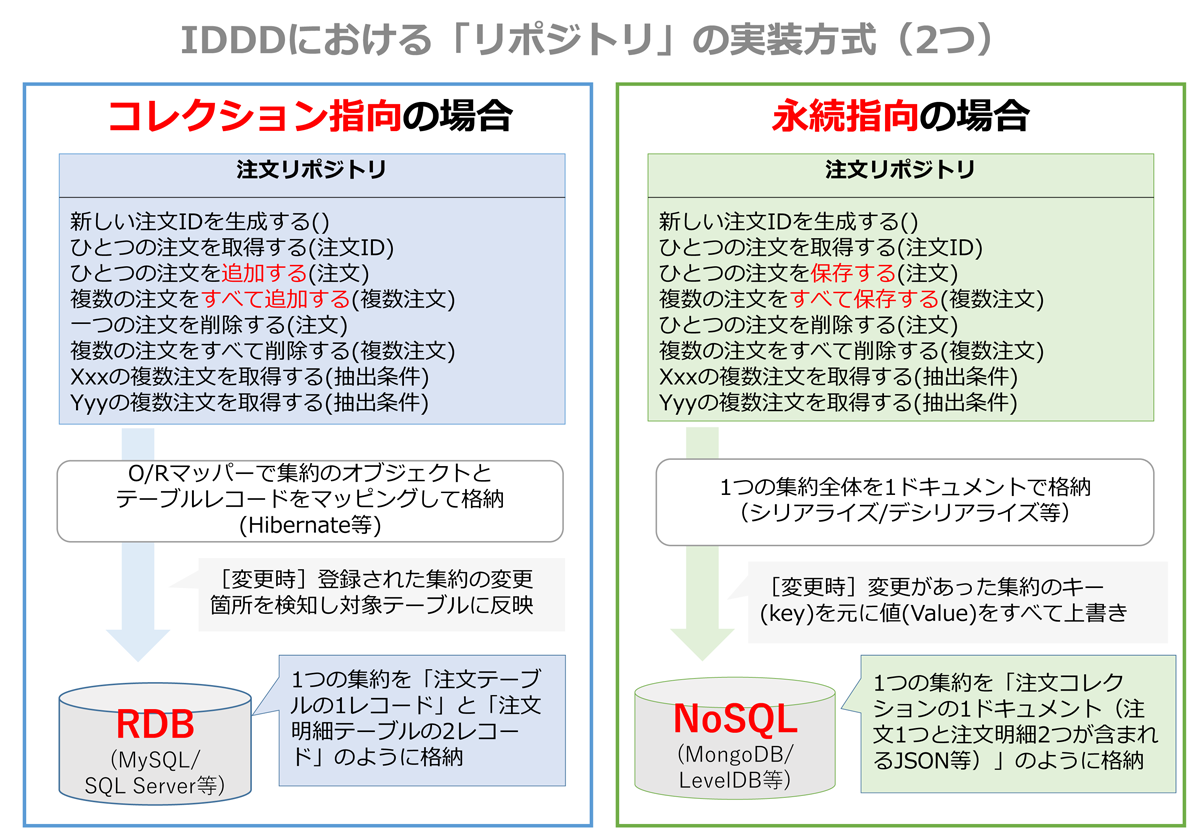 IDDDにおける「リポジトリ」の実装方式（2つ）
コレクション指向の場合
注文リポジトリ
新しい注文IDを生成する()
ひとつの注文を取得する(注文ID)
ひとつの注文を追加する(注文)
複数の注文をすべて追加する(複数注文)
一つの注文を削除する(注文)
複数の注文をすべて削除する(複数注文)
Xxxの複数注文を取得する(抽出条件)
Yyyの複数注文を取得する(抽出条件)
O/Rマッパーで集約のオブジェクトと
テーブルレコードをマッピングして格納
(Hibernate等)
［変更時］登録された集約の変更
箇所を検知し対象テーブルに反映
1つの集約を「注文テーブ
ルの1レコード」と「注文
明細テーブルの2レコー
ド」のように格納
RDB
(MySQL/
SQL Server等)
永続指向の場合
注文リポジトリ
新しい注文IDを生成する()
ひとつの注文を取得する(注文ID)
ひとつの注文を保存する(注文)
複数の注文をすべて保存する(複数注文)
ひとつの注文を削除する(注文)
複数の注文をすべて削除する(複数注文)
Xxxの複数注文を取得する(抽出条件)
Yyyの複数注文を取得する(抽出条件)
1つの集約全体を1ドキュメントで格納
（シリアライズ/デシリアライズ等）
［変更時］変更があった集約のキー
(key)を元に値(Value)をすべて上書き
1つの集約を「注文コレク
ションの1ドキュメント（注
文1つと注文明細2つが含まれ
るJSON等）」のように格納
NoSQL
(MongoDB/
LevelDB等)